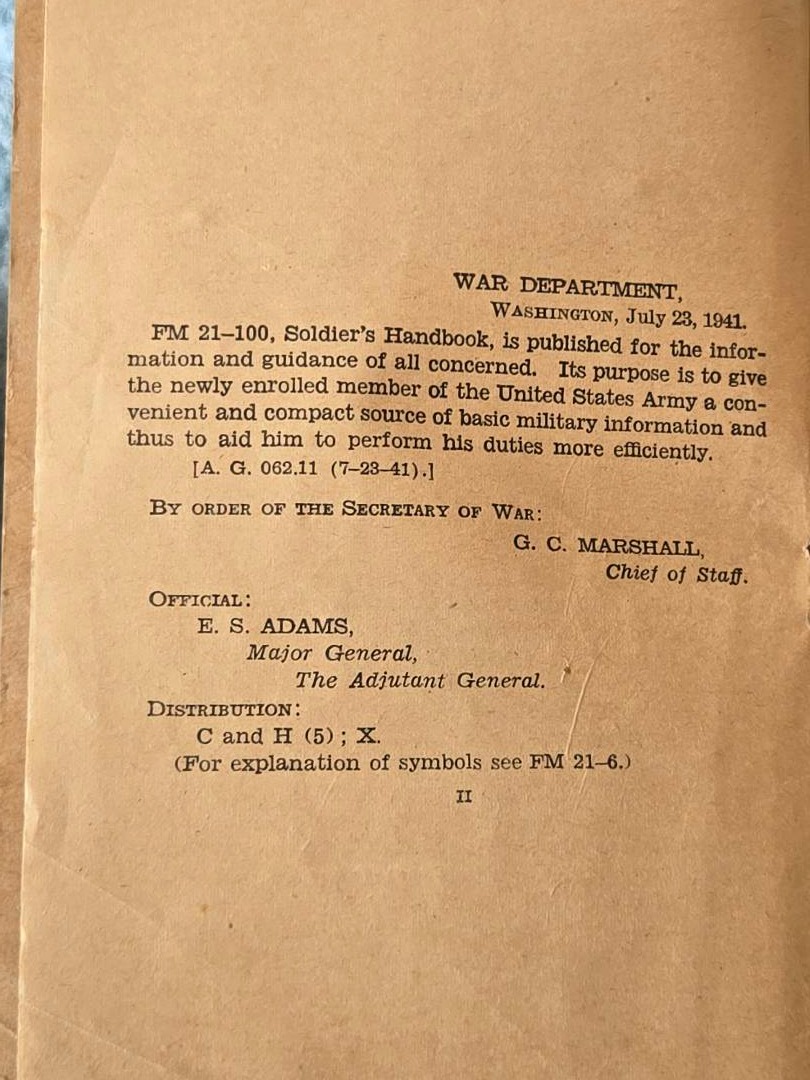 WAR DEPARTMENT,
WASHINGTON, July 23, 1941.
FM 21–100, Soldier's Handbook, is published for the infor-
mation and guidance of all concerned. Its purpose is to give
the newly enrolled member of the United States Army a con-
venient and compact source of basic military information and
thus to aid him to perform his duties more efficiently.
[A. G. 062.11 (7–23–41).]
BY ORDER OF THE SECRETARY OF WAR:
G. C. MARSHALL,
Chief of Staff.
OFFICIAL:
E. S. ADAMS,
Major General,
The Adjutant General.
DISTRIBUTION:
C and H (5); X.
(For explanation of symbols see FM 21–6.)
II